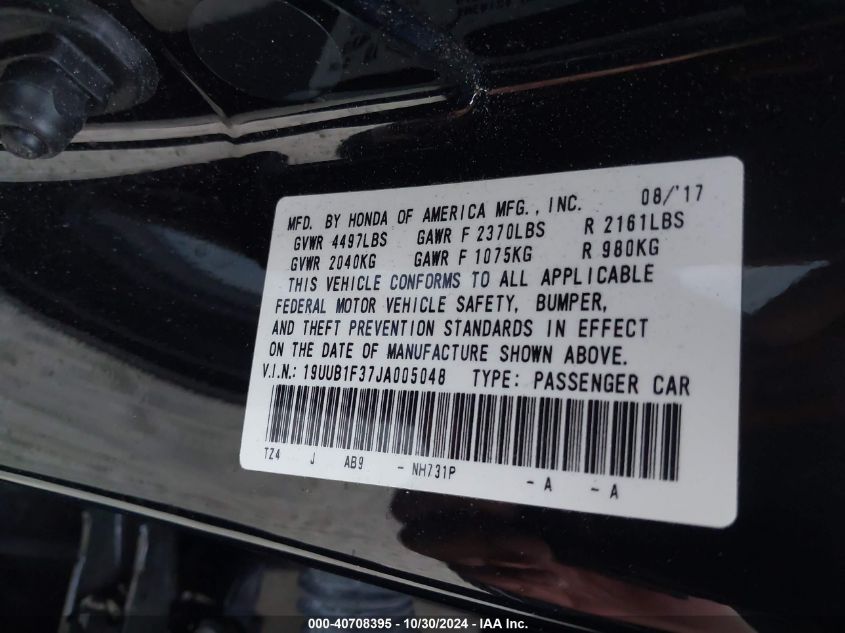 MFD. BY HONDA OF AMERICA MFG., INC. 08/'17
GVWR 4497LBS GAWR F 2370LBS R 2161LBS
GVWR 2040KG GAWR F 1075KG R 980KG
THIS VEHICLE CONFORMS TO ALL APPLICABLE
FEDERAL MOTOR VEHICLE SAFETY, BUMPER,
AND THEFT PREVENTION STANDARDS IN EFFECT
ON THE DATE OF MANUFACTURE SHOWN ABOVE.
V.I.N.: 19UUB1F37JA005048 TYPE: PASSENGER CAR
TZ4 J AB9 - NH731P - A - A
000-40708395 - 10/30/2024 - IAA Inc.